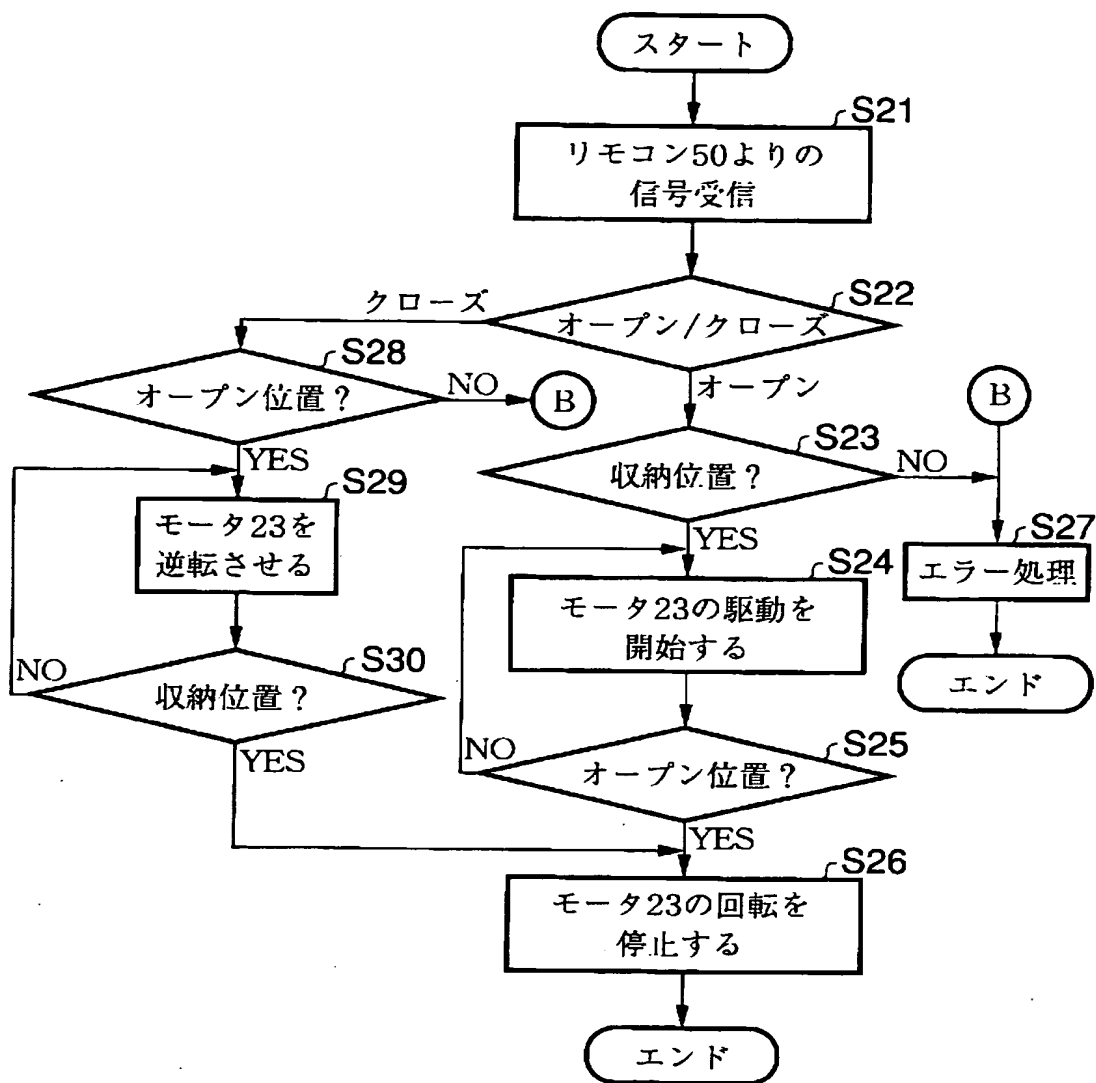 スタート
S21
リモコン50よりの
信号受信
S22
オープン/クローズ
クローズ
オープン
S28
オープン位置?
NO
B
YES
S29
モータ23を
逆転させる
S30
収納位置?
NO
YES
S23
収納位置?
NO
YES
B
S27
エラー処理
エンド
S24
モータ23の駆動を
開始する
S25
オープン位置?
NO
YES
S26
モータ23の回転を
停止する
エンド